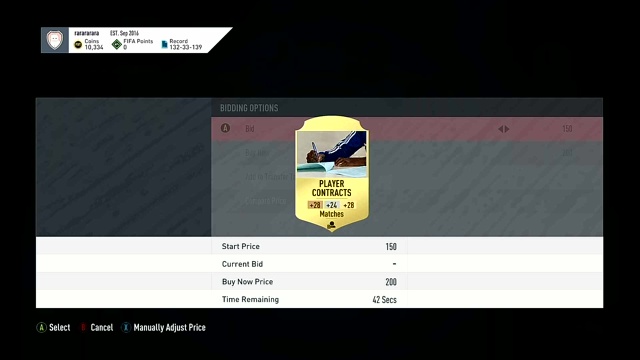 rarararara EST. Sep 2016
Coins FIFA Points Record
10,334 0 132-33-139
BIDDING OPTIONS
A Bid 150
PLAYER
CONTRACTS
+28 +24 +28
Matches
Start Price 150
Current Bid -
Buy Now Price 200
Time Remaining 42 Secs
A Select B Cancel X Manually Adjust Price